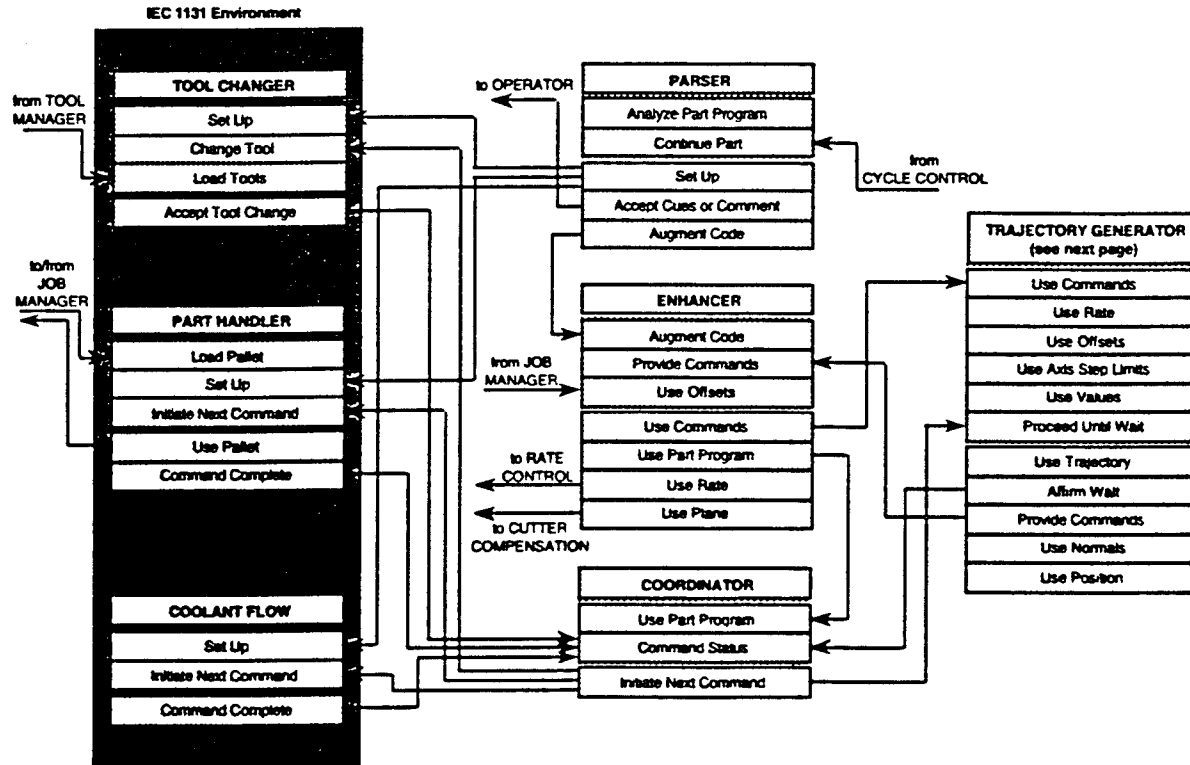 IEC 1131 Environment
TOOL CHANGER
Set Up
Change Tool
Load Tools
Accept Tool Change
from TOOL
MANAGER
to/from
JOB
MANAGER
PART HANDLER
Load Pallet
Set Up
Initiate Next Command
Use Pallet
Command Complete
COOLANT FLOW
Set Up
Initiate Next Command
Command Complete
to OPERATOR
PARSER
Analyze Part Program
Continue Part
Set Up
Accept Cues or Comment
Augment Code
from
CYCLE CONTROL
ENHANCER
Augment Code
Provide Commands
Use Offsets
Use Commands
Use Part Program
Use Rate
Use Plane
from JOB
MANAGER
to RATE
CONTROL
to CUTTER
COMPENSATION
COORDINATOR
Use Part Program
Command Status
Initiate Next Command
TRAJECTORY GENERATOR
(see next page)
Use Commands
Use Rate
Use Offsets
Use Axis Step Limits
Use Values
Proceed Until Wait
Use Trajectory
Affirm Wait
Provide Commands
Use Normals
Use Position